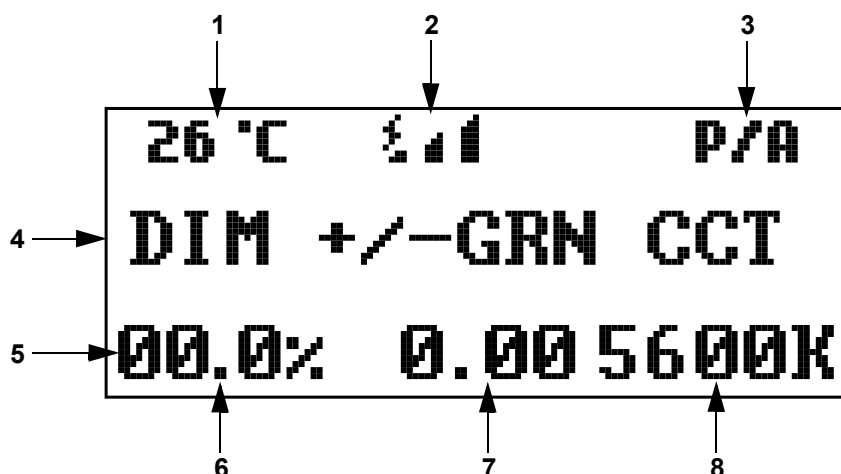 1 2 3
26 °C P/A
4 DIM +/-GRN CCT
5 00.0% 0.00 5600K
6 7 8